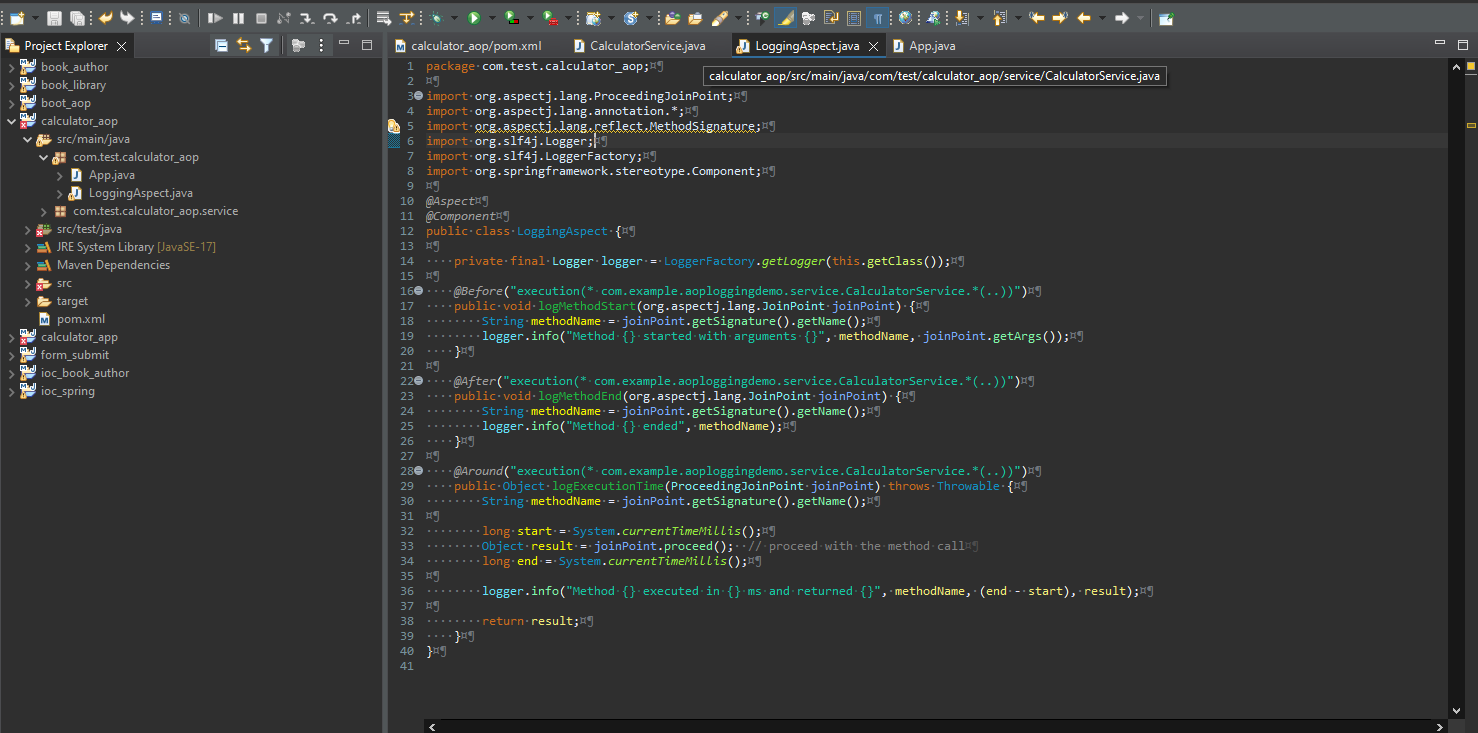 Project Explorer
calculator_aop/pom.xml
CalculatorService.java
LoggingAspect.java
App.java
book_author
book_library
boot_aop
calculator_aop
src/main/java
com.test.calculator_aop
App.java
LoggingAspect.java
com.test.calculator_aop.service
src/test/java
JRE System Library [JavaSE-17]
Maven Dependencies
src
target
pom.xml
calculator_app
form_submit
ioc_book_author
ioc_spring
calculator_aop/src/main/java/com/test/calculator_aop/service/CalculatorService.java
1 package·com.test.calculator_aop;¤¶
2 ¤¶
3 import·org.aspectj.lang.ProceedingJoinPoint;¤¶
4 import·org.aspectj.lang.annotation.*;¤¶
5 import·org.aspectj.lang.reflect.MethodSignature;¤¶
6 import·org.slf4j.Logger;¤¶
7 import·org.slf4j.LoggerFactory;¤¶
8 import·org.springframework.stereotype.Component;¤¶
9 ¤¶
10 @Aspect¤¶
11 @Component¤¶
12 public·class·LoggingAspect·{¤¶
13 ¤¶
14 ····private·final·Logger·logger·=·LoggerFactory.getLogger(this.getClass());¤¶
15 ¤¶
16 ····@Before("execution(*·com.example.aoploggingdemo.service.CalculatorService.*(..))")¤¶
17 ····public·void·logMethodStart(org.aspectj.lang.JoinPoint·joinPoint)·{¤¶
18 ········String·methodName·=·joinPoint.getSignature().getName();¤¶
19 ········logger.info("Method·{}·started·with·arguments·{}",·methodName,·joinPoint.getArgs());¤¶
20 ····}¤¶
21 ¤¶
22 ····@After("execution(*·com.example.aoploggingdemo.service.CalculatorService.*(..))")¤¶
23 ····public·void·logMethodEnd(org.aspectj.lang.JoinPoint·joinPoint)·{¤¶
24 ········String·methodName·=·joinPoint.getSignature().getName();¤¶
25 ········logger.info("Method·{}·ended",·methodName);¤¶
26 ····}¤¶
27 ¤¶
28 ····@Around("execution(*·com.example.aoploggingdemo.service.CalculatorService.*(..))")¤¶
29 ····public·Object·logExecutionTime(ProceedingJoinPoint·joinPoint)·throws·Throwable·{¤¶
30 ········String·methodName·=·joinPoint.getSignature().getName();¤¶
31 ¤¶
32 ········long·start·=·System.currentTimeMillis();¤¶
33 ········Object·result·=·joinPoint.proceed();··//·proceed·with·the·method·call¤¶
34 ········long·end·=·System.currentTimeMillis();¤¶
35 ¤¶
36 ········logger.info("Method·{}·executed·in·{}·ms·and·returned·{}",·methodName,·(end·-·start),·result);¤¶
37 ¤¶
38 ········return·result;¤¶
39 ····}¤¶
40 }¤¶
41